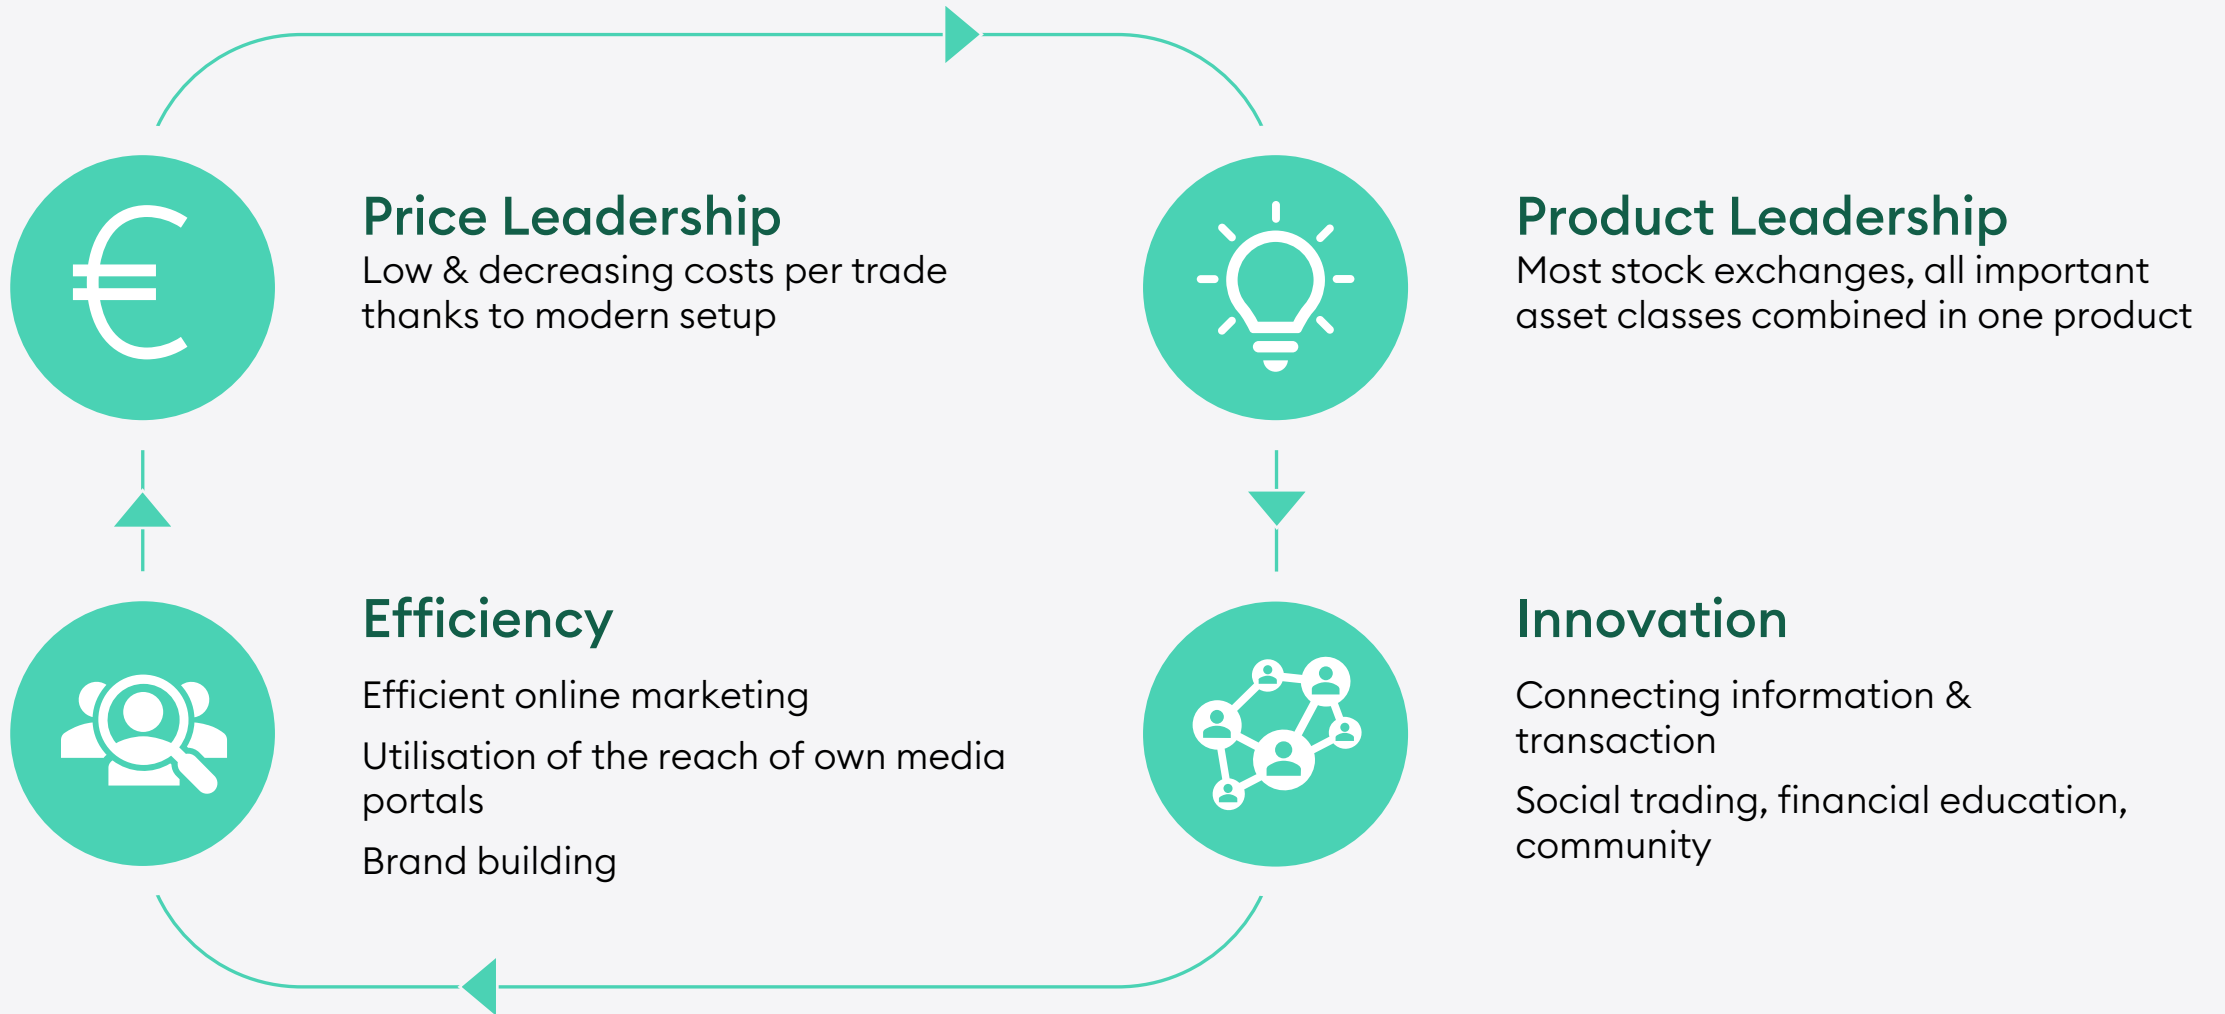 Price Leadership
Low & decreasing costs per trade
thanks to modern setup
Product Leadership
Most stock exchanges, all important
asset classes combined in one product
Efficiency
Efficient online marketing
Utilisation of the reach of own media
portals
Brand building
Innovation
Connecting information &
transaction
Social trading, financial education,
community